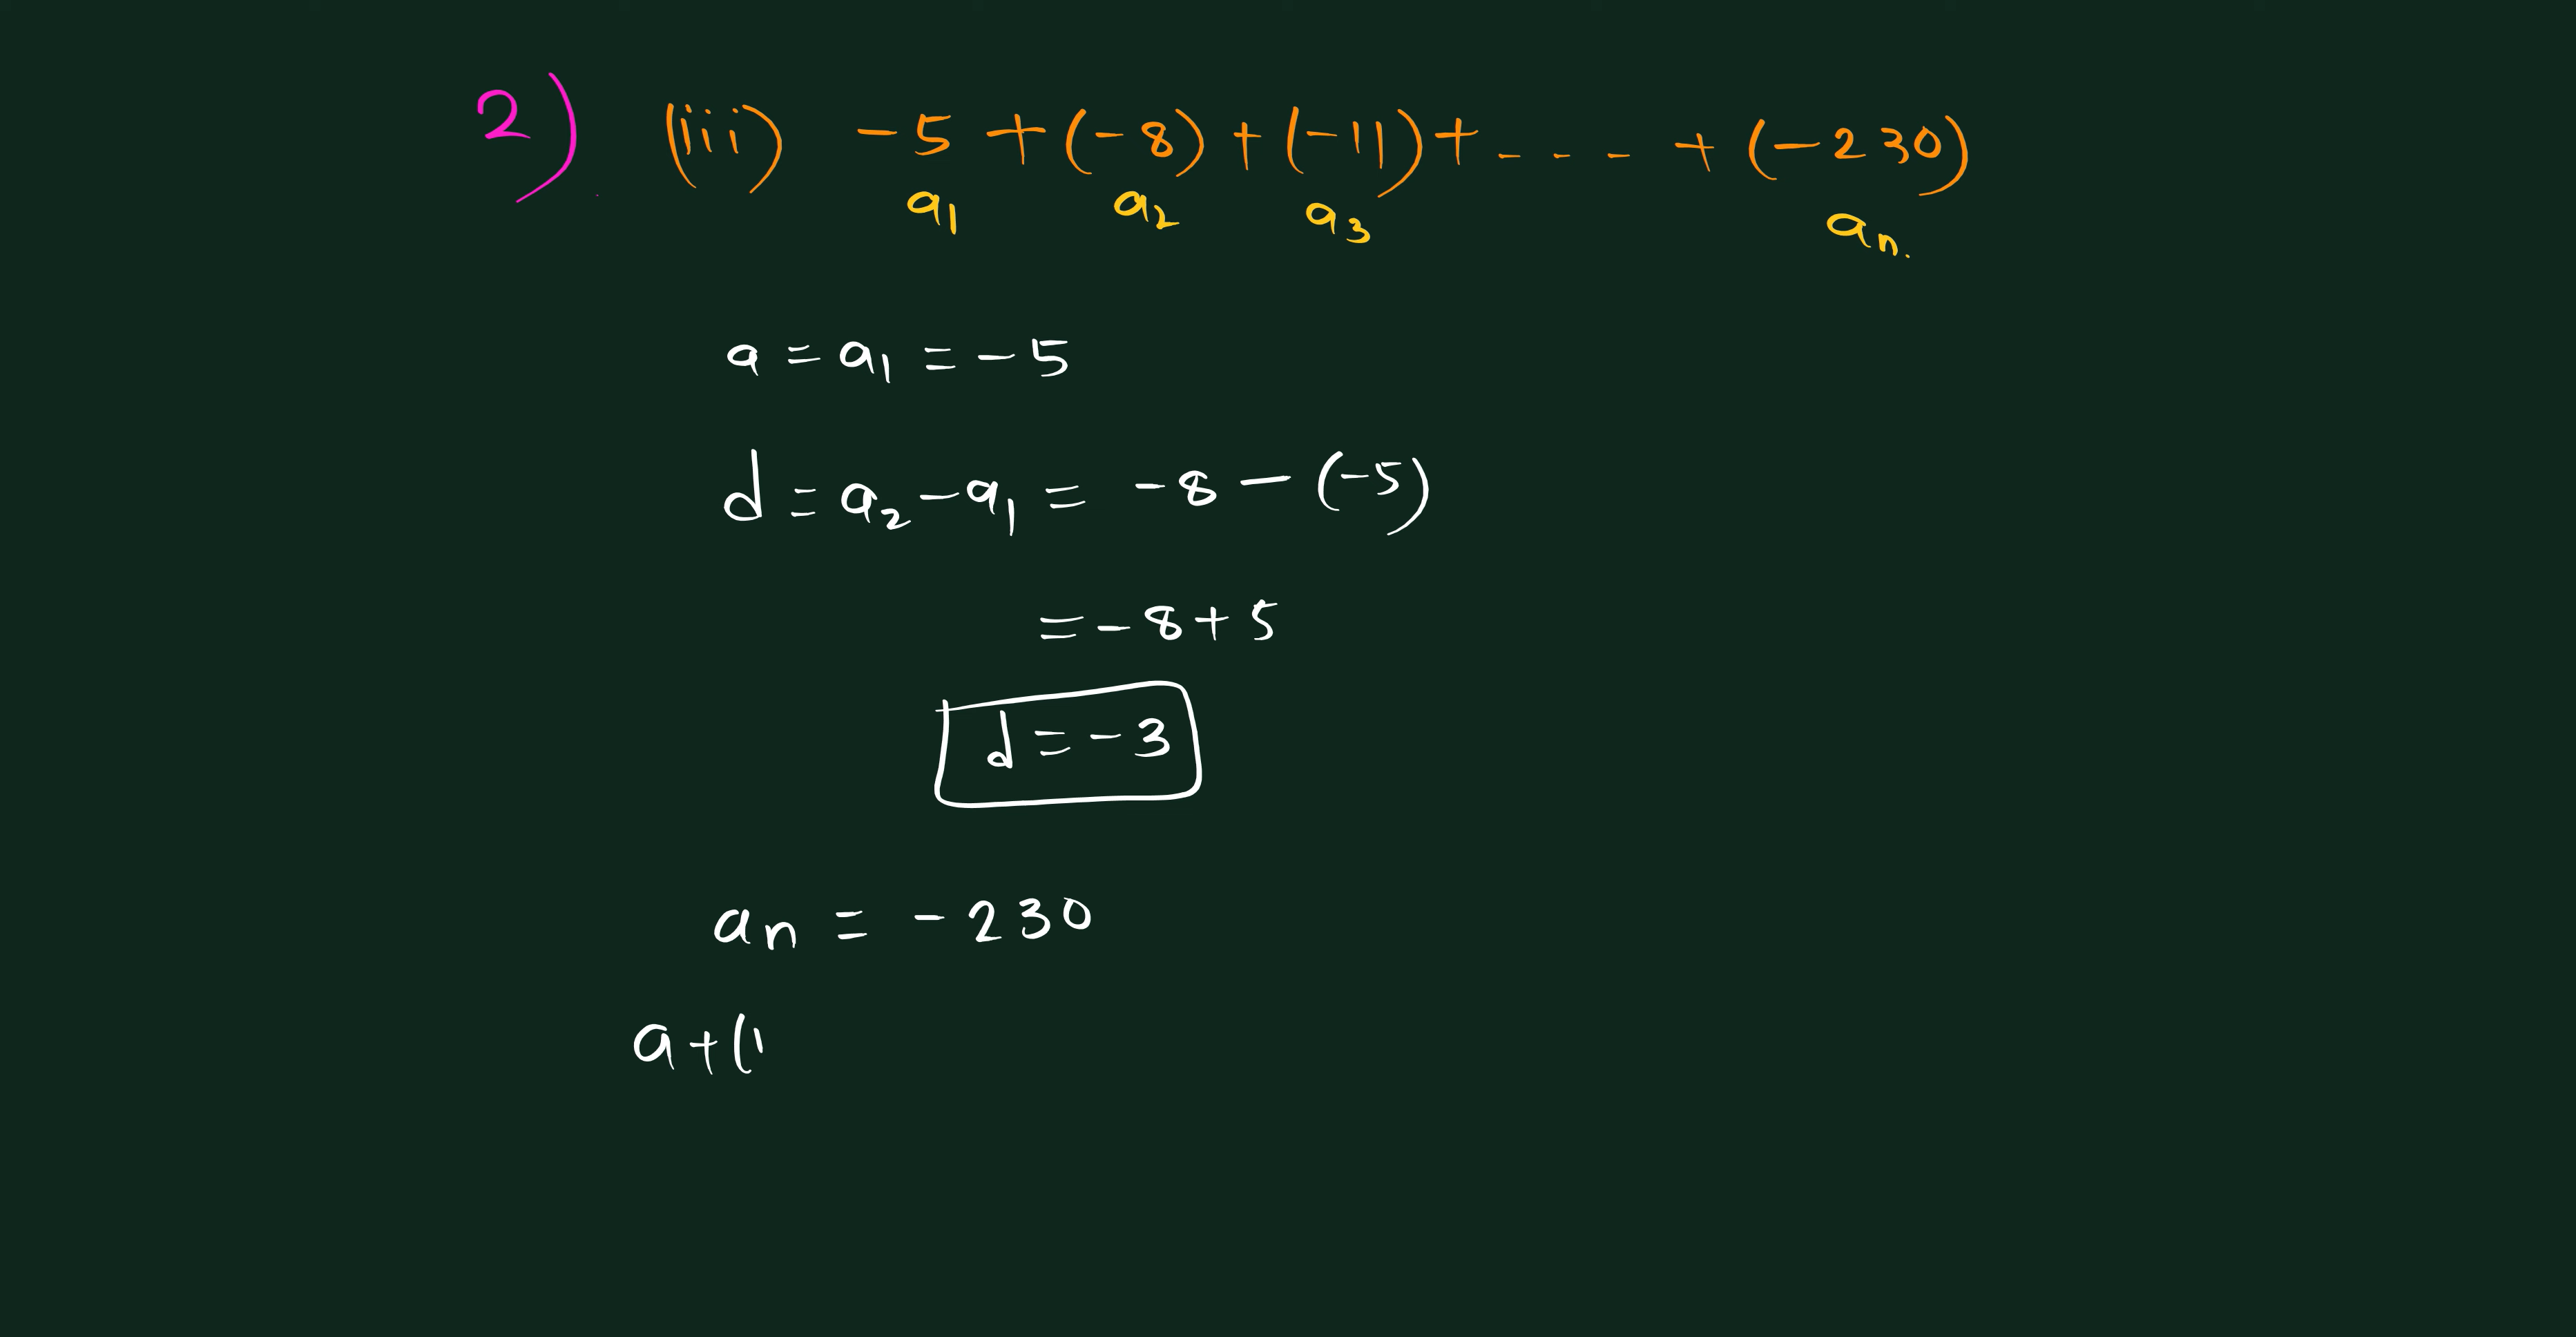 2) (iii) -5 + (-8) + (-11) + - - - + (-230)
a₁ a₂ a₃ aₙ.
a = a₁ = -5
d = a₂ - a₁ = -8 - (-5)
= -8 + 5
d = -3
aₙ = -230
a + (